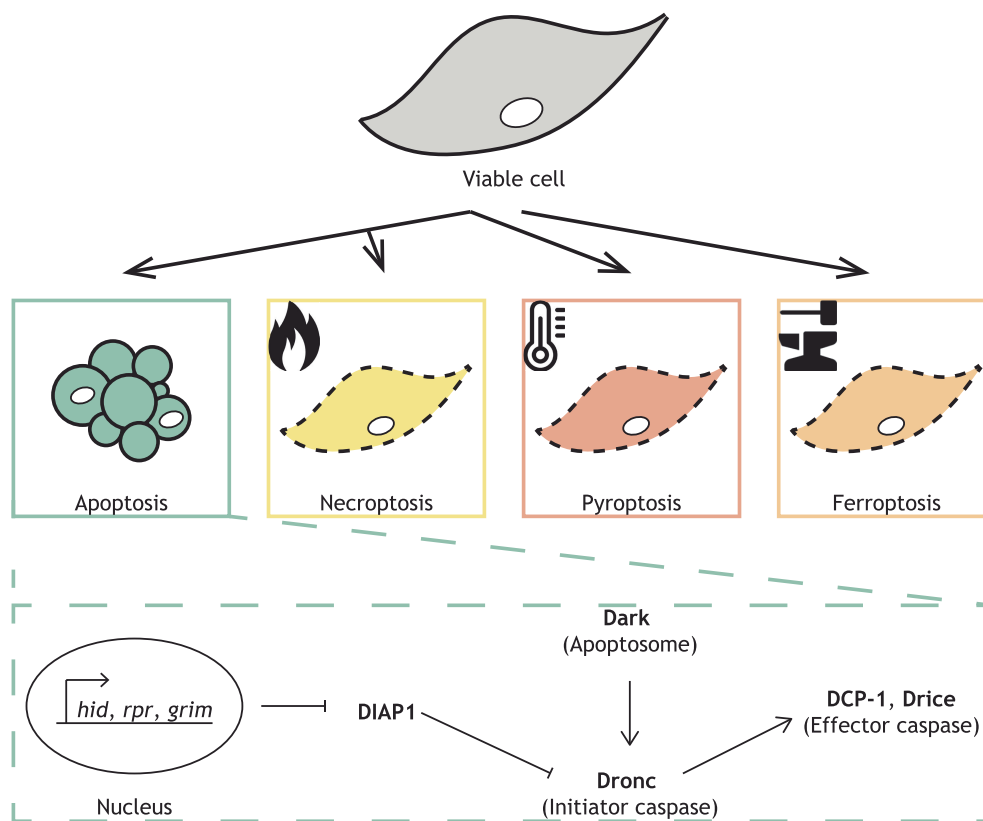 Viable cell
Apoptosis
Necroptosis
Pyroptosis
Ferroptosis
Dark
(Apoptosome)
hid, rpr, grim
DIAP1
DCP-1, Drice
(Effector caspase)
Dronc
(Initiator caspase)
Nucleus